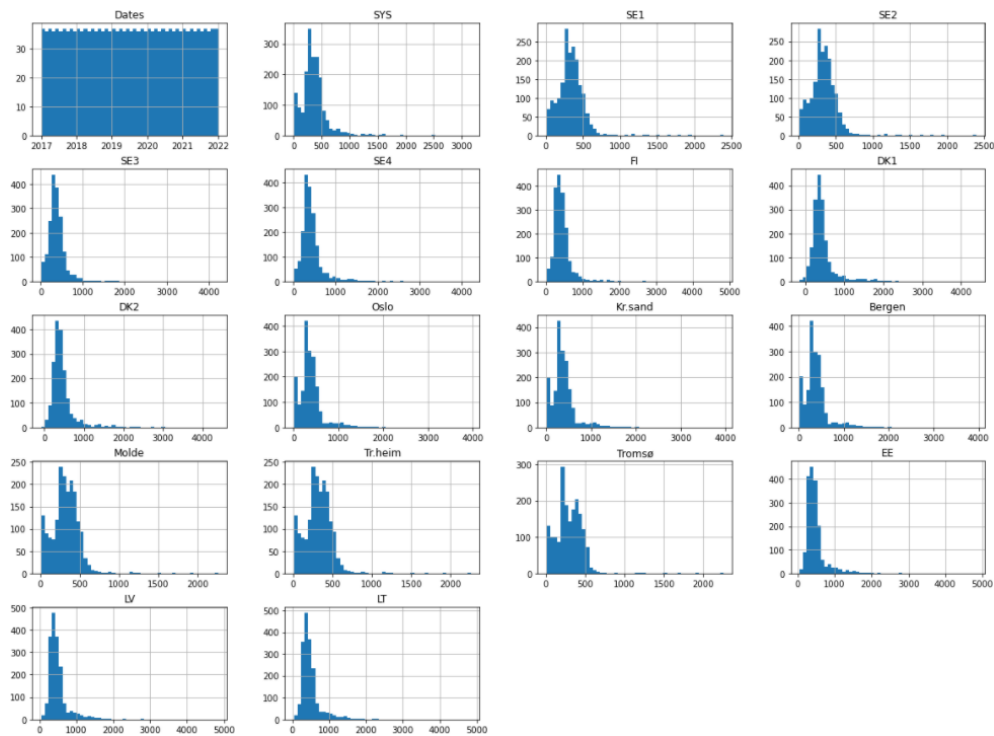 Dates SYS SE1 SE2
30 20 10 0
300 200 100 0
300 250 200 150 100 50 0
300 250 200 150 100 50 0
2017 2018 2019 2020 2021 2022
0 500 1000 1500 2000 2500 3000
0 500 1000 1500 2000 2500
0 500 1000 1500 2000 2500
SE3 SE4 FI DK1
400 300 200 100 0
400 300 200 100 0
400 300 200 100 0
400 300 200 100 0
0 1000 2000 3000 4000
0 1000 2000 3000 4000
0 1000 2000 3000 4000 5000
0 1000 2000 3000 4000
DK2 Oslo Kr.sand Bergen
400 300 200 100 0
400 300 200 100 0
400 300 200 100 0
400 300 200 100 0
0 1000 2000 3000 4000
0 1000 2000 3000 4000
0 1000 2000 3000 4000
0 1000 2000 3000 4000
Molde Tr.heim Tromsø EE
250 200 150 100 50 0
250 200 150 100 50 0
300 200 100 0
400 300 200 100 0
0 500 1000 1500 2000
0 500 1000 1500 2000
0 500 1000 1500 2000
0 1000 2000 3000 4000 5000
LV LT
500 400 300 200 100 0
500 400 300 200 100 0
0 1000 2000 3000 4000 5000
0 1000 2000 3000 4000 5000